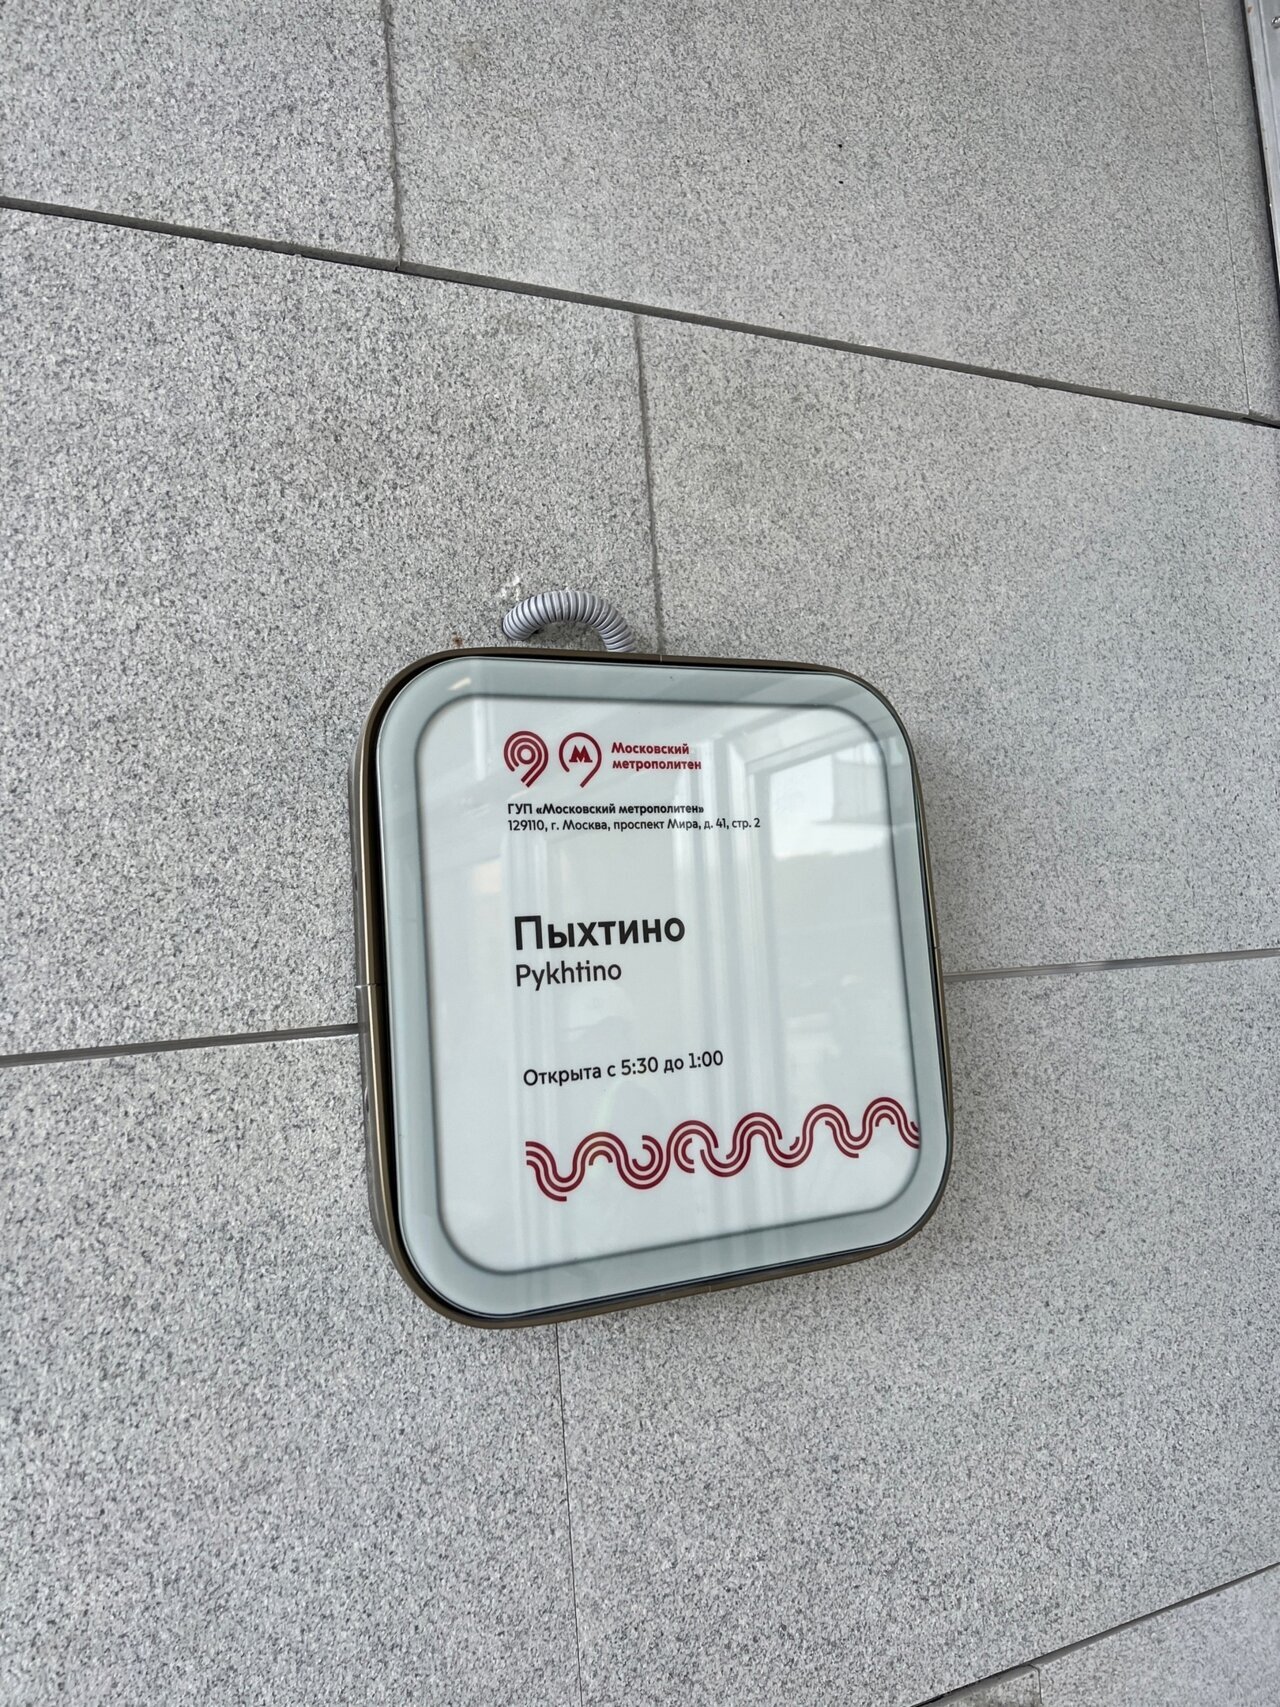 М
Московский
метрополитен
ГУП «Московский метрополитен»
129110, г. Москва, проспект Мира, д. 41, стр. 2
Пыхтино
Pykhtino
Открыта с 5:30 до 1:00